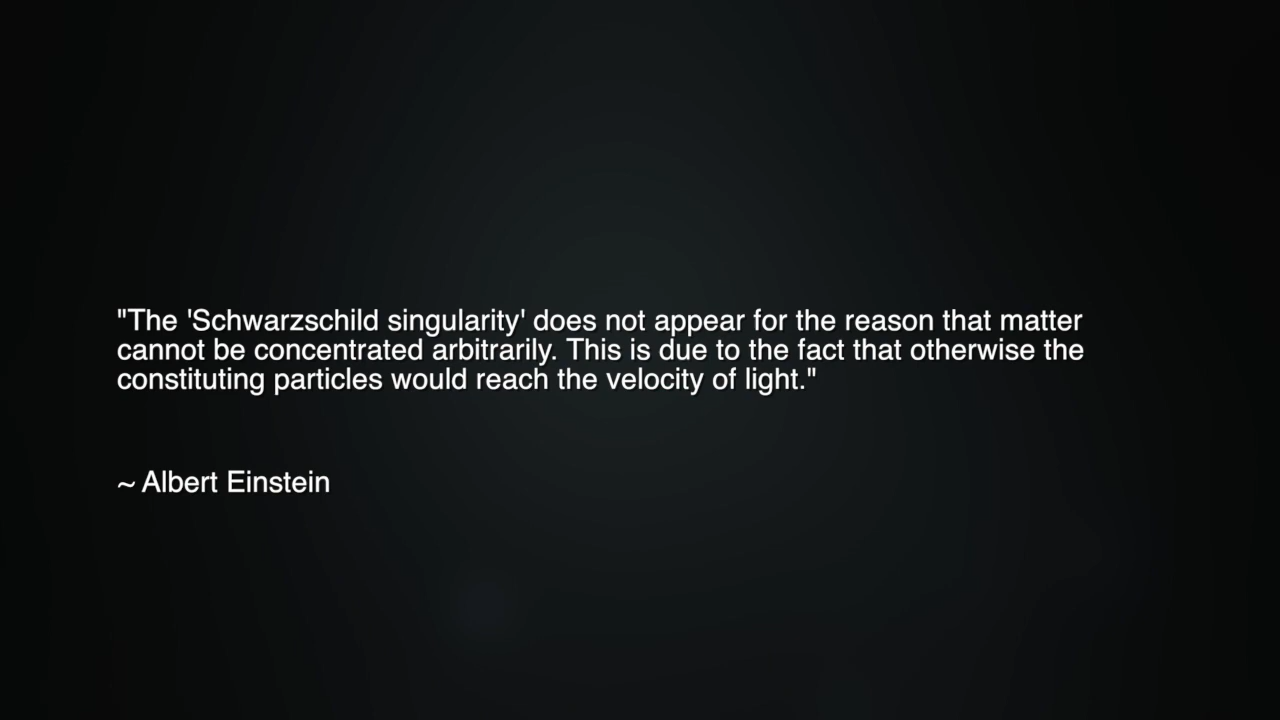 "The 'Schwarzschild singularity' does not appear for the reason that matter
cannot be concentrated arbitrarily. This is due to the fact that otherwise the
constituting particles would reach the velocity of light."
~ Albert Einstein